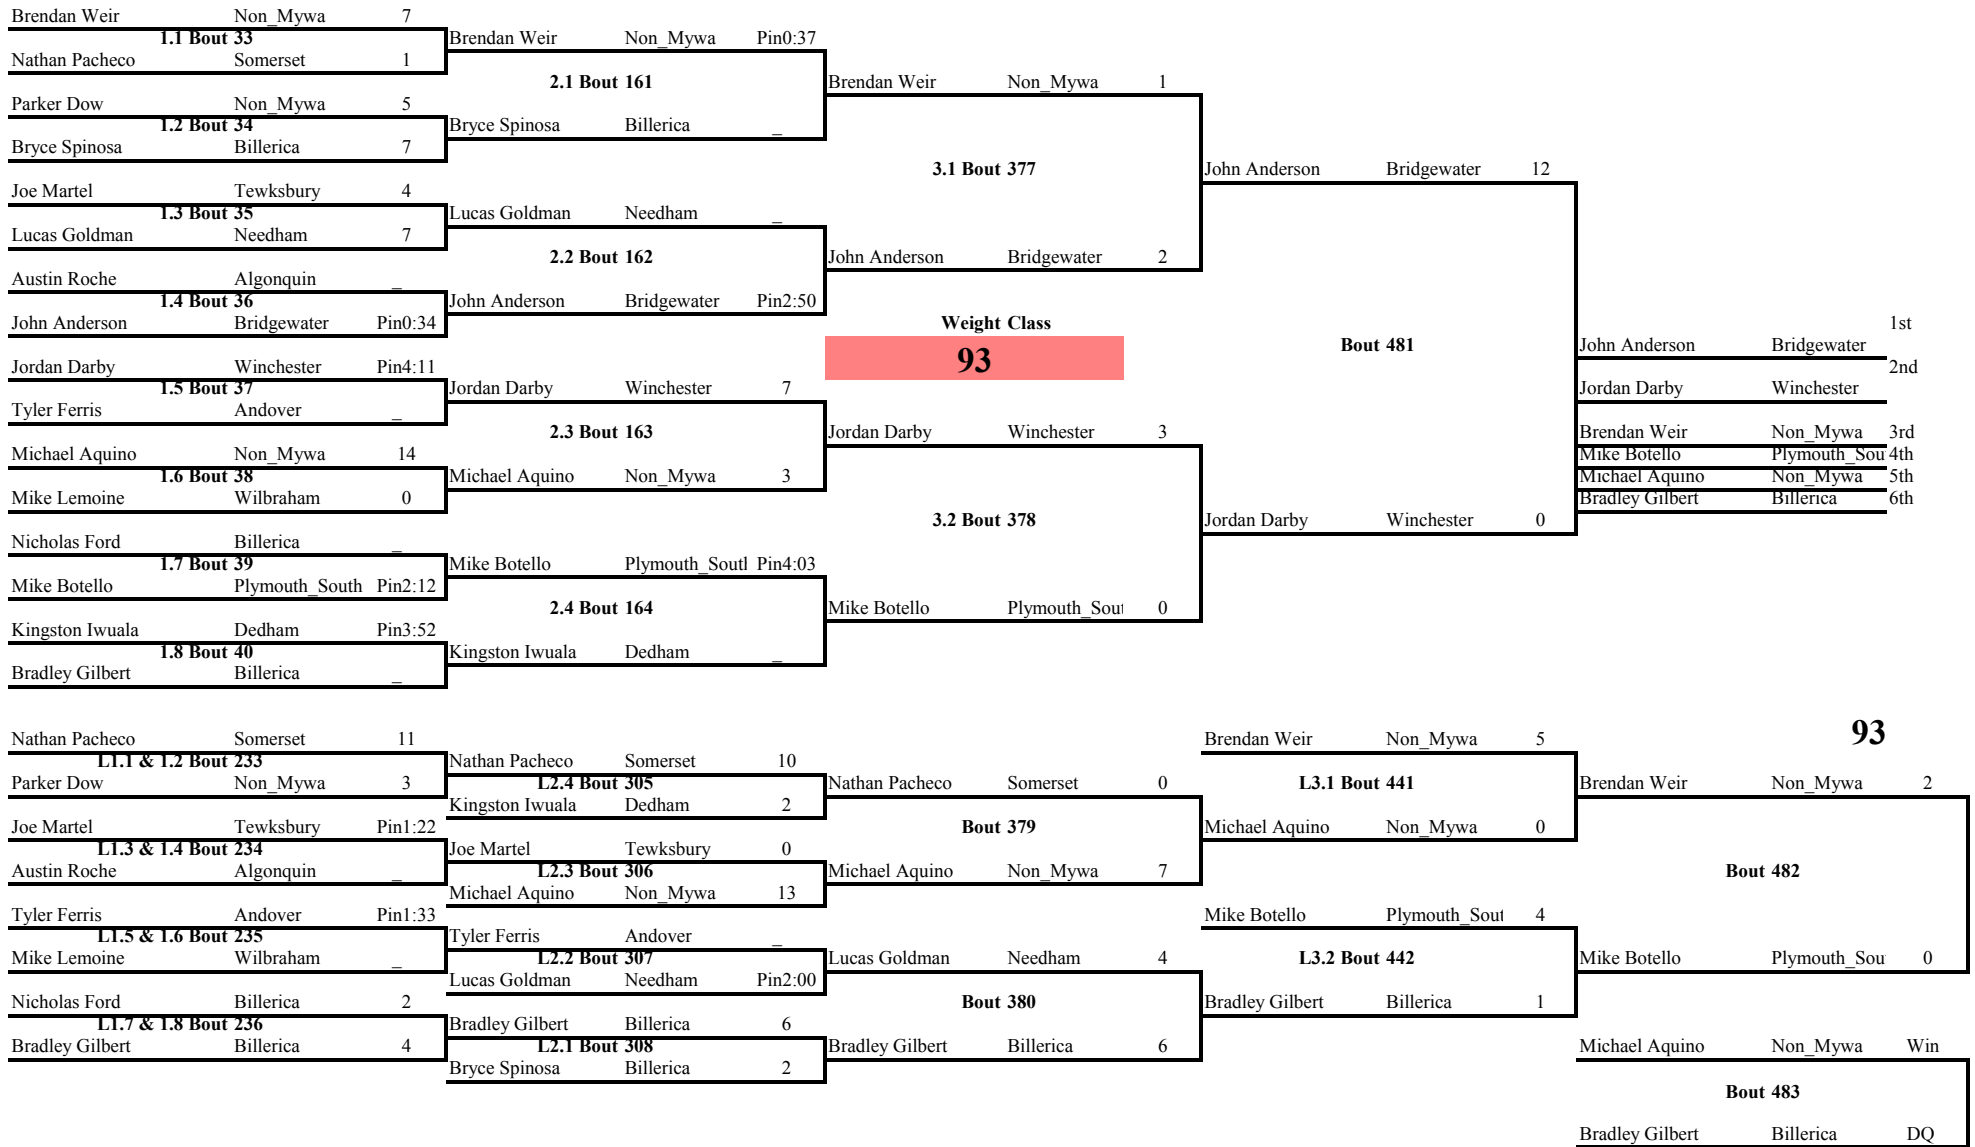 Brendan Weir Non_Mywa 7
1.1 Bout 33
Nathan Pacheco Somerset 1
Parker Dow Non_Mywa 5
1.2 Bout 34
Bryce Spinosa Billerica 7
Joe Martel Tewksbury 4
1.3 Bout 35
Lucas Goldman Needham 7
Austin Roche Algonquin _
1.4 Bout 36
John Anderson Bridgewater Pin0:34
Jordan Darby Winchester Pin4:11
1.5 Bout 37
Tyler Ferris Andover _
Michael Aquino Non_Mywa 14
1.6 Bout 38
Mike Lemoine Wilbraham 0
Nicholas Ford Billerica _
1.7 Bout 39
Mike Botello Plymouth_South Pin2:12
Kingston Iwuala Dedham Pin3:52
1.8 Bout 40
Bradley Gilbert Billerica _
Brendan Weir Non_Mywa Pin0:37
2.1 Bout 161
Bryce Spinosa Billerica _
Lucas Goldman Needham _
2.2 Bout 162
John Anderson Bridgewater Pin2:50
Jordan Darby Winchester 7
2.3 Bout 163
Michael Aquino Non_Mywa 3
Mike Botello Plymouth_Soutl Pin4:03
2.4 Bout 164
Kingston Iwuala Dedham _
Brendan Weir Non_Mywa 1
3.1 Bout 377
John Anderson Bridgewater 2
Weight Class
93
Jordan Darby Winchester 3
3.2 Bout 378
Mike Botello Plymouth_Sout 0
John Anderson Bridgewater 12
Bout 481
Jordan Darby Winchester 0
1st
John Anderson Bridgewater
2nd
Jordan Darby Winchester
Brendan Weir Non_Mywa 3rd
Mike Botello Plymouth_Sou 4th
Michael Aquino Non_Mywa 5th
Bradley Gilbert Billerica 6th
93
Nathan Pacheco Somerset 11
L1.1 & 1.2 Bout 233
Parker Dow Non_Mywa 3
Joe Martel Tewksbury Pin1:22
L1.3 & 1.4 Bout 234
Austin Roche Algonquin _
Tyler Ferris Andover Pin1:33
L1.5 & 1.6 Bout 235
Mike Lemoine Wilbraham _
Nicholas Ford Billerica 2
L1.7 & 1.8 Bout 236
Bradley Gilbert Billerica 4
Nathan Pacheco Somerset 10
L2.4 Bout 305
Kingston Iwuala Dedham 2
Joe Martel Tewksbury 0
L2.3 Bout 306
Michael Aquino Non_Mywa 13
Tyler Ferris Andover _
L2.2 Bout 307
Lucas Goldman Needham Pin2:00
Bradley Gilbert Billerica 6
L2.1 Bout 308
Bryce Spinosa Billerica 2
Nathan Pacheco Somerset 0
Bout 379
Michael Aquino Non_Mywa 7
Lucas Goldman Needham 4
Bout 380
Bradley Gilbert Billerica 6
Brendan Weir Non_Mywa 5
L3.1 Bout 441
Michael Aquino Non_Mywa 0
Mike Botello Plymouth_Sout 4
L3.2 Bout 442
Bradley Gilbert Billerica 1
Brendan Weir Non_Mywa 2
Bout 482
Mike Botello Plymouth_Sou 0
Michael Aquino Non_Mywa Win
Bout 483
Bradley Gilbert Billerica DQ